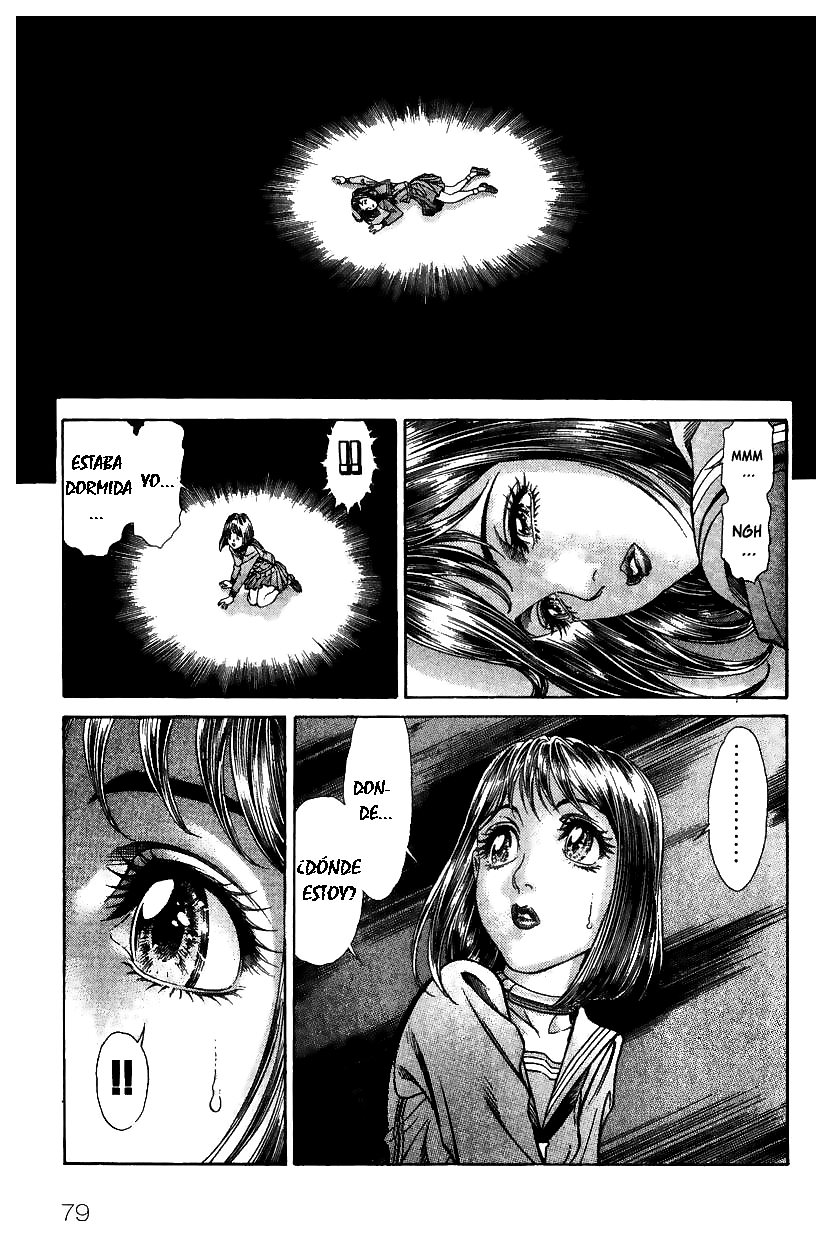 MMM
...
NGH
...
!!
YO...
ESTABA
DORMIDA
...
..........
DON-
DE...
¿DÓNDE
ESTOY?
!!
79